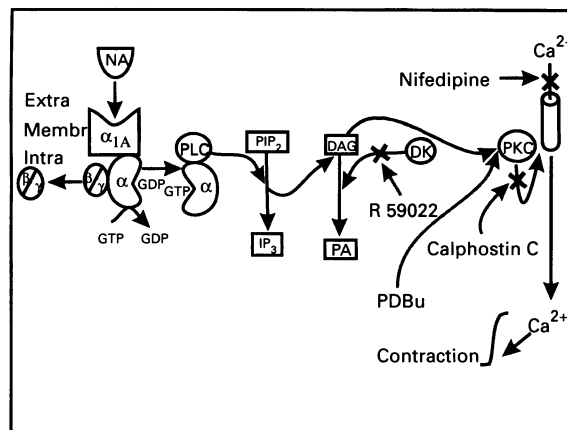 NA
Ca²⁺
Nifedipine
Extra
Membr
Intra
α1A
PLC
PIP₂
DAG
DK
PKC
β/γ
β/γ
α
GDP
GTP
α
GTP
GDP
R 59022
IP₃
PA
Calphostin C
PDBu
Ca²⁺
Contraction